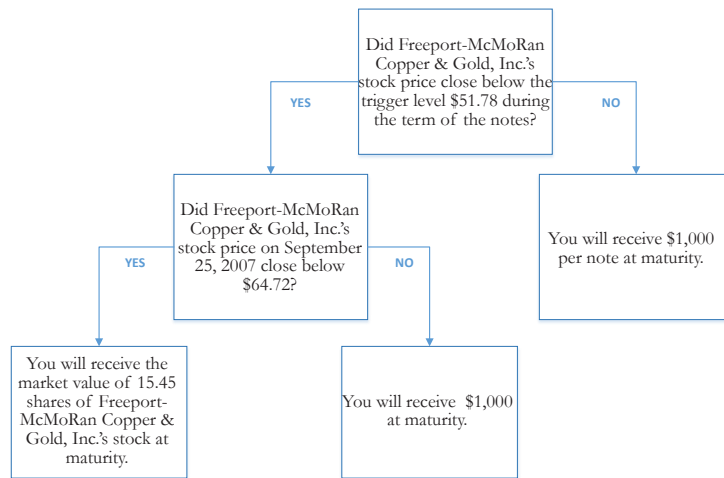 Did Freeport-McMoRan
Copper & Gold, Inc.'s
stock price close below the
trigger level $51.78 during
the term of the notes?
YES
NO
Did Freeport-McMoRan
Copper & Gold, Inc.'s
stock price on September
25, 2007 close below
$64.72?
You will receive $1,000
per note at maturity.
YES
NO
You will receive the
market value of 15.45
shares of Freeport-
McMoRan Copper &
Gold, Inc.'s stock at
maturity.
You will receive $1,000
at maturity.